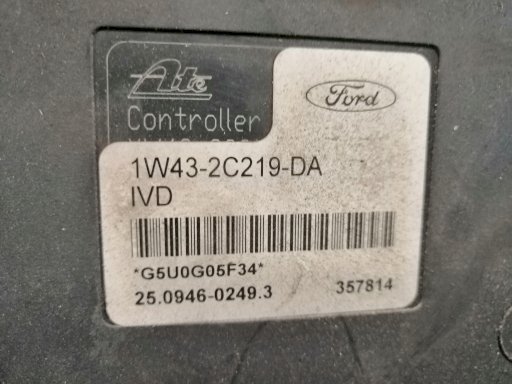 Ate
Ford
Controller
1W43-2C219-DA
IVD
*G5U0G05F34*
25.0946-0249.3
357814